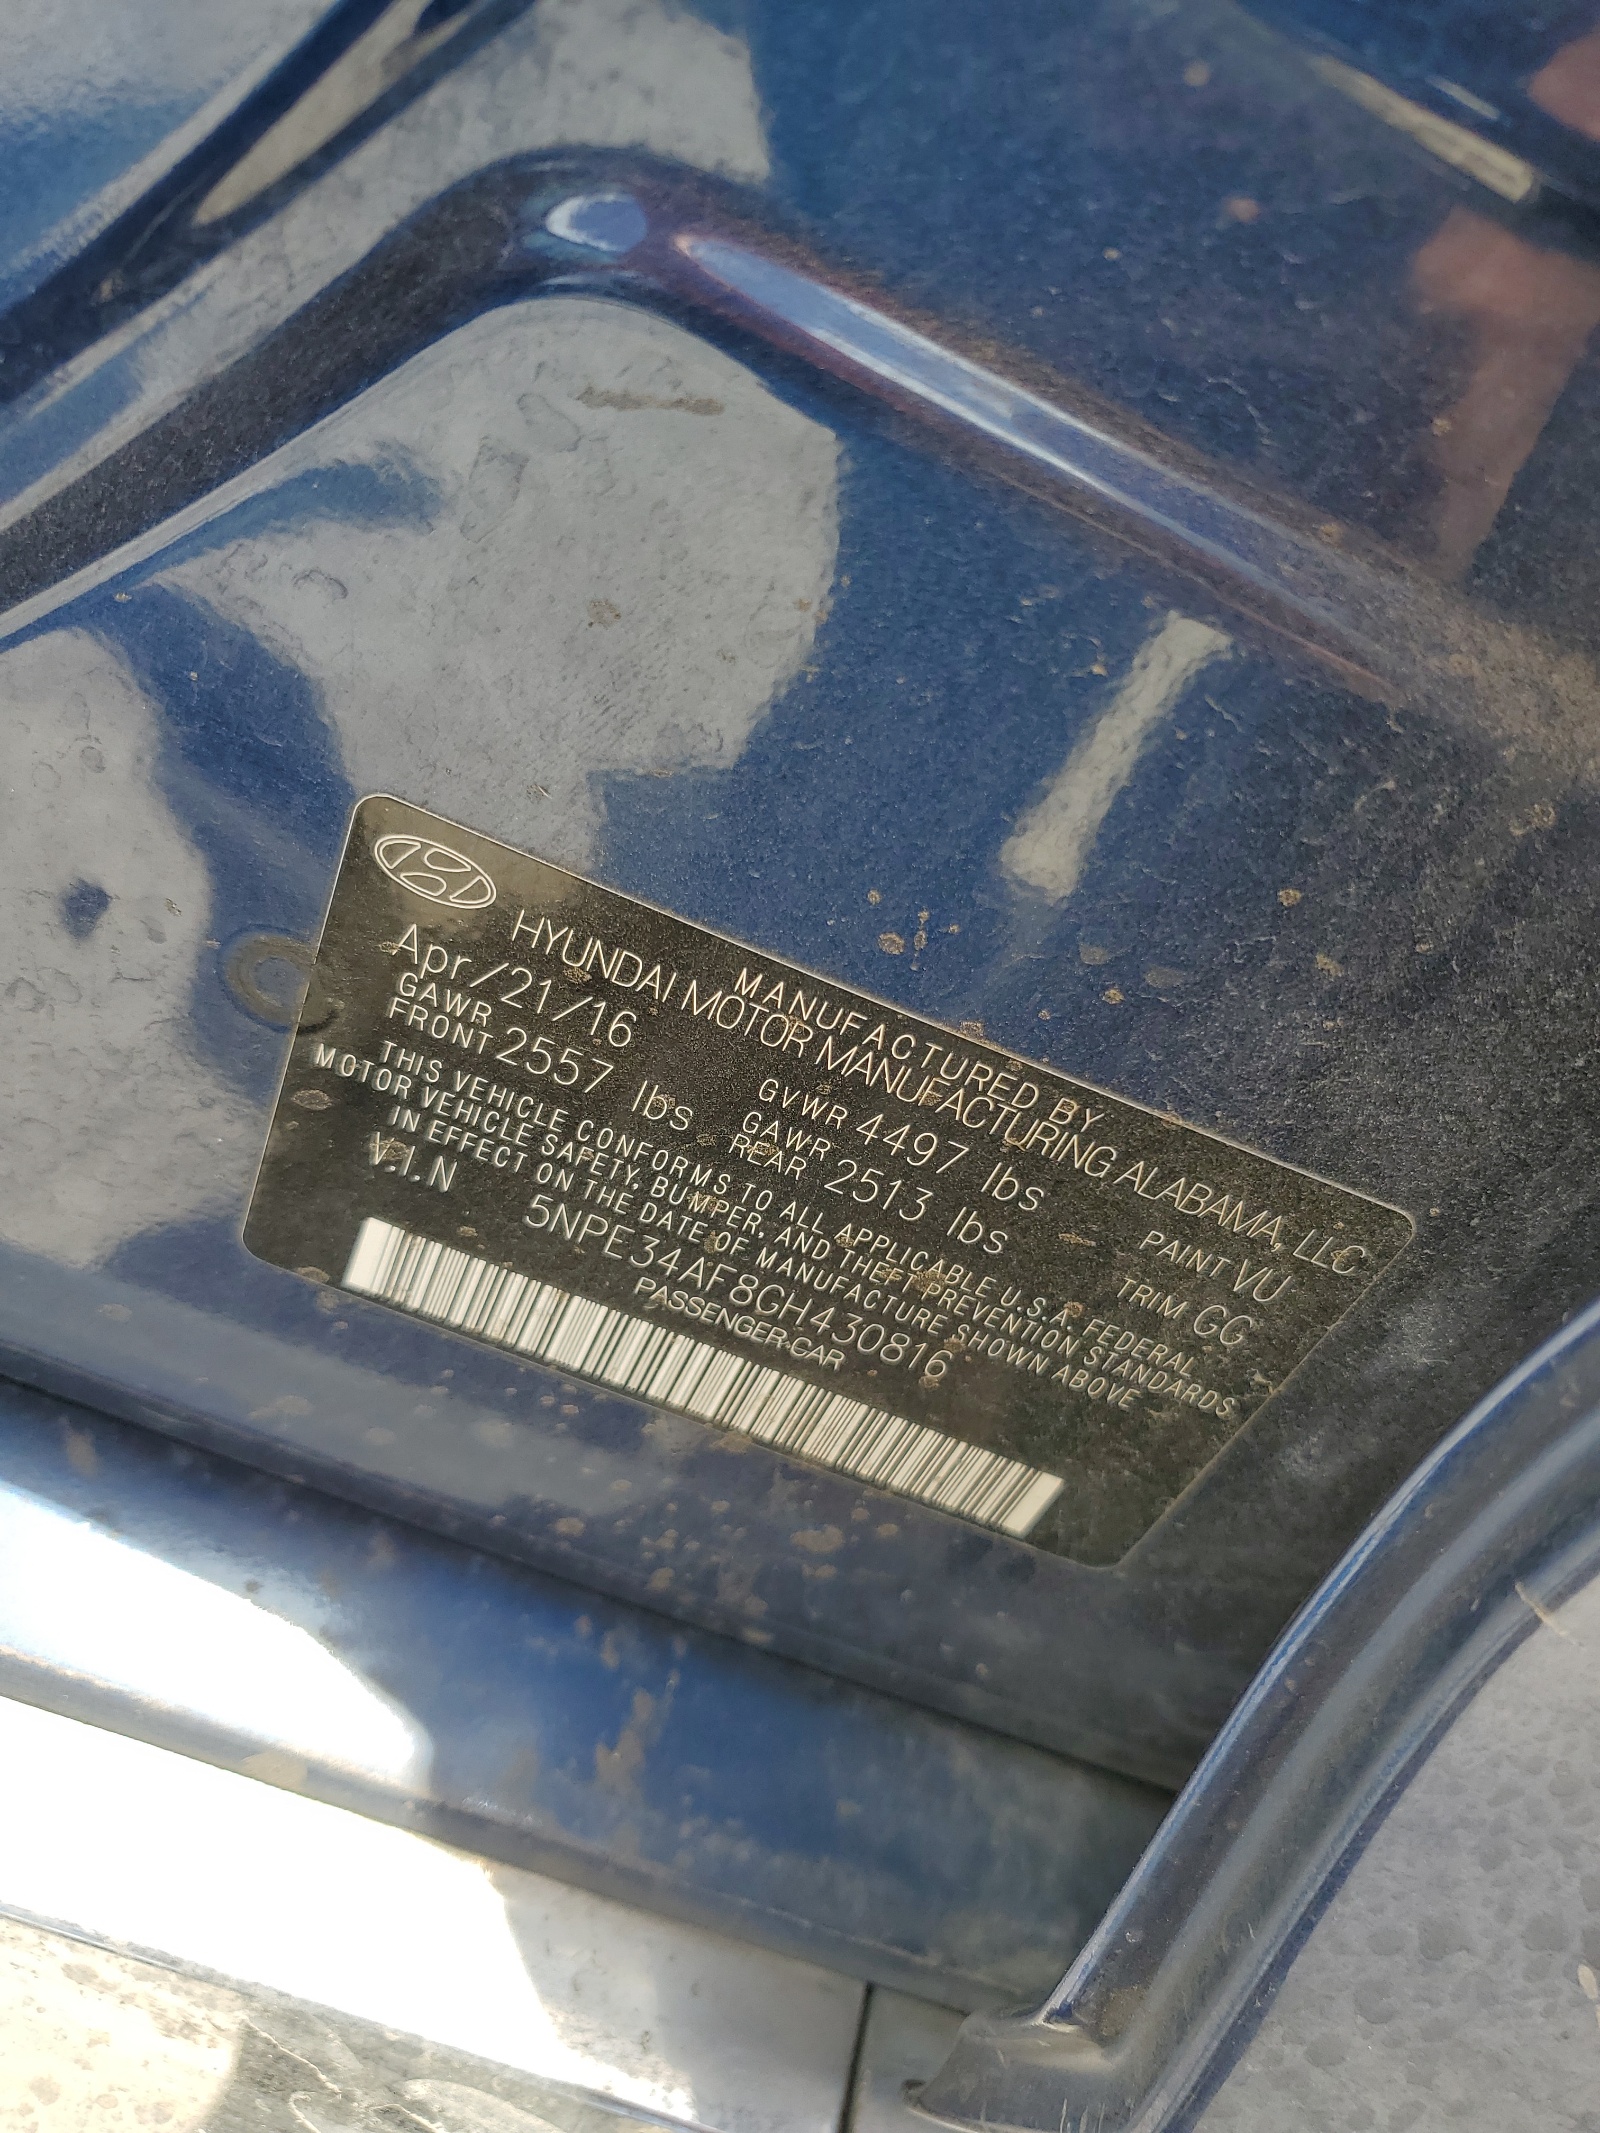 MANUFACTURED BY
HYUNDAI MOTOR MANUFACTURING ALABAMA, LLC
Apr/21/16 GVWR 4497 lbs PAINT VU
GAWR FRONT 2557 lbs GAWR REAR 2513 lbs TRIM GG
THIS VEHICLE CONFORMS TO ALL APPLICABLE U.S.A. FEDERAL
MOTOR VEHICLE SAFETY, BUMPER, AND THEFT PREVENTION STANDARDS
IN EFFECT ON THE DATE OF MANUFACTURE SHOWN ABOVE
V.I.N 5NPE34AF8GH430816
PASSENGER-CAR